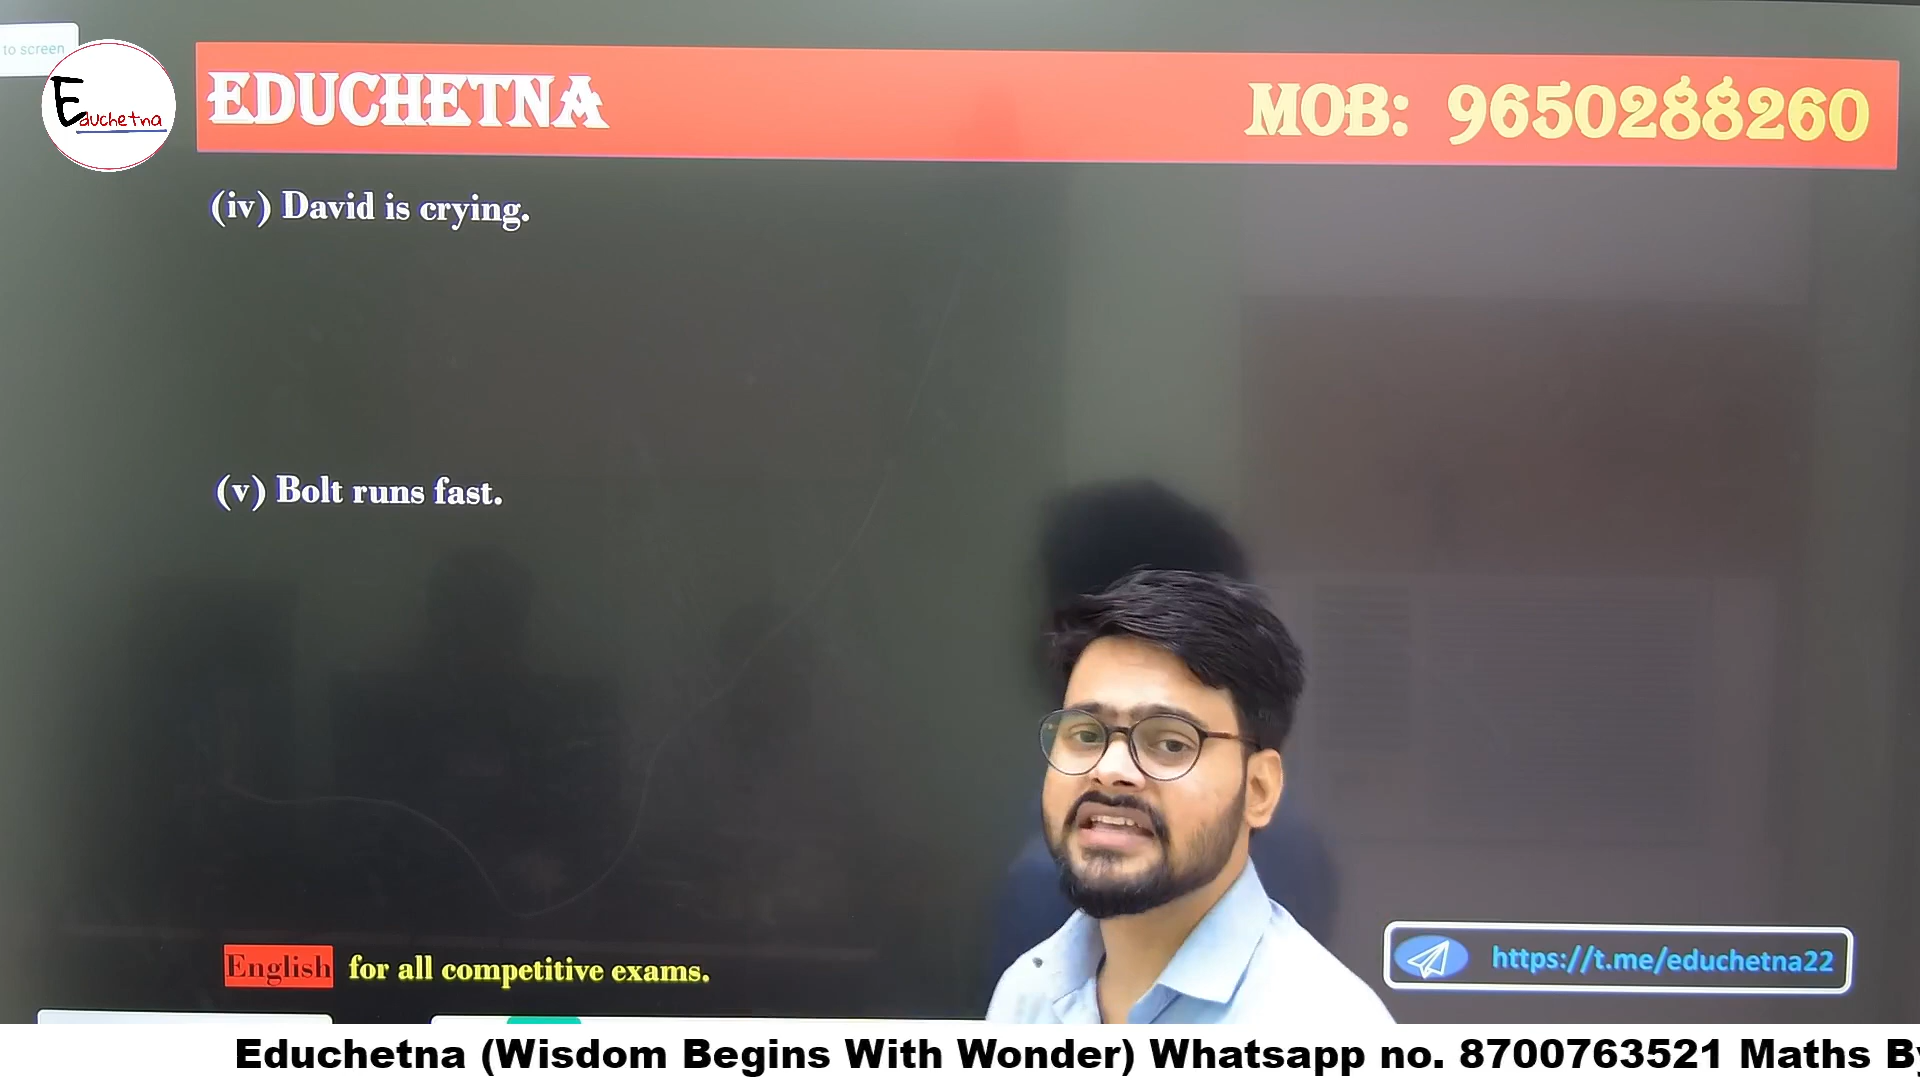 to screen
Educhetna
EDUCHETNA
MOB: 9650288260
(iv) David is crying.
(v) Bolt runs fast.
English for all competitive exams.
https://t.me/educhetna22
Educhetna (Wisdom Begins With Wonder) Whatsapp no. 8700763521 Maths By